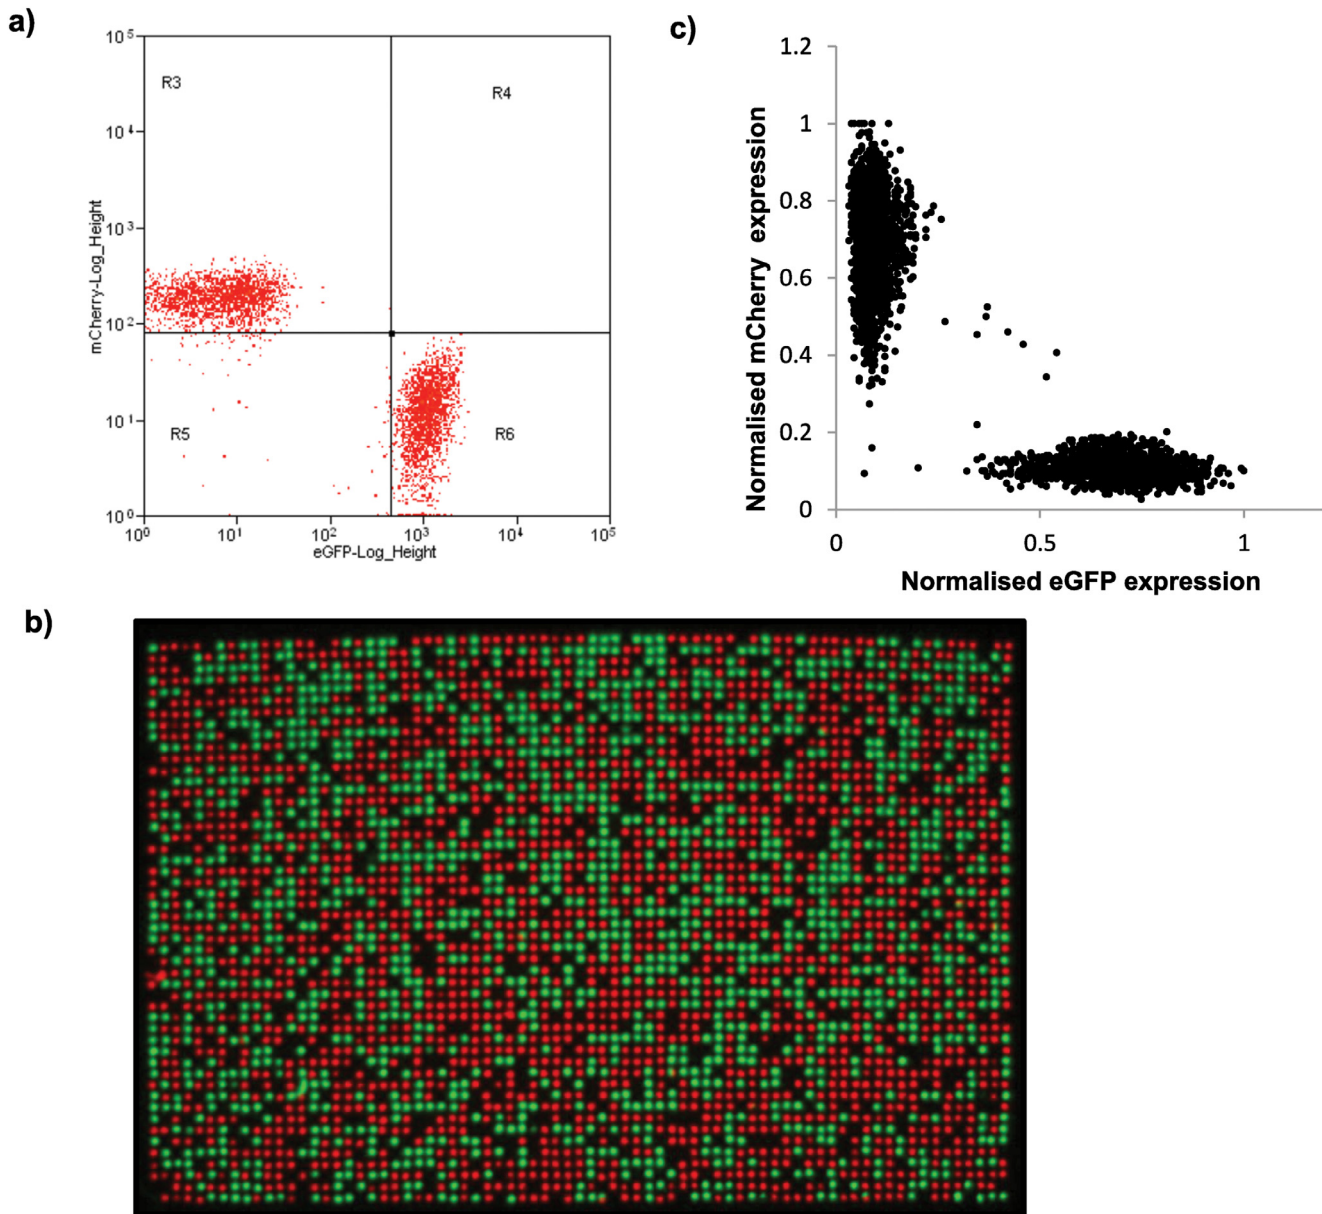 a)
10⁵
10⁴
10³
10²
10¹
10⁰
mCherry-Log_Height
R3
R4
R5
R6
10⁰
10¹
10²
10³
10⁴
10⁵
eGFP-Log_Height
c)
1.2
1
0.8
0.6
0.4
0.2
0
Normalised mCherry expression
0
0.5
1
Normalised eGFP expression
b)